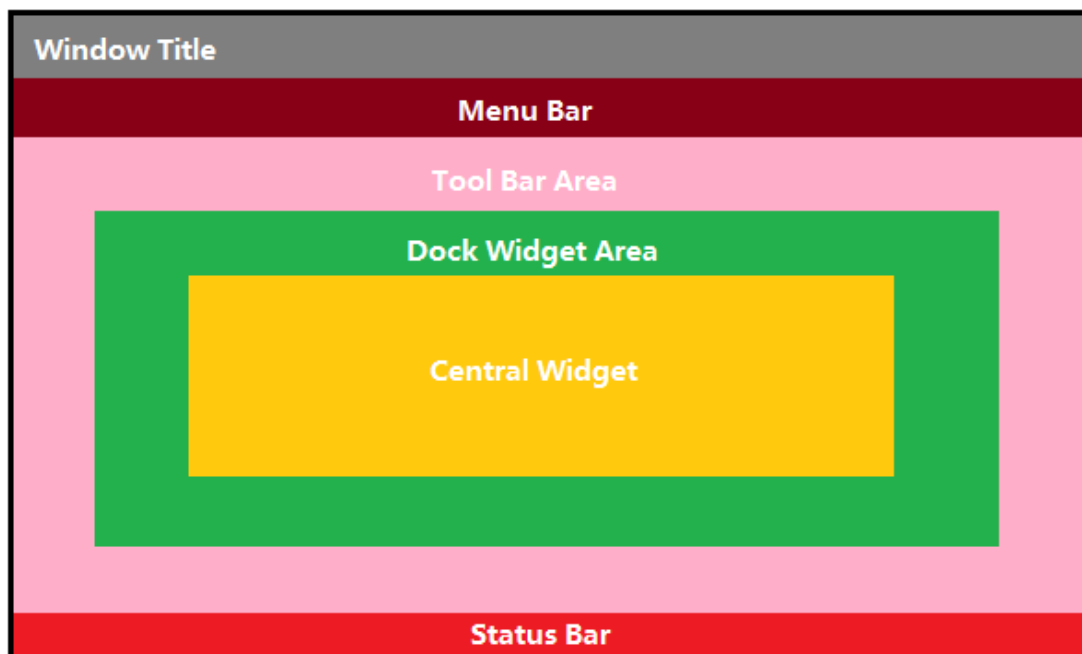 Window Title
Menu Bar
Tool Bar Area
Dock Widget Area
Central Widget
Status Bar